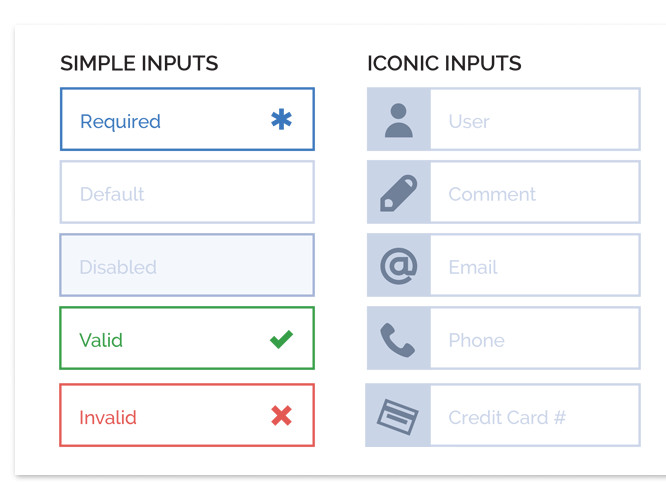 SIMPLE INPUTS
Required
Default
Disabled
Valid
Invalid
ICONIC INPUTS
User
Comment
Email
Phone
Credit Card #